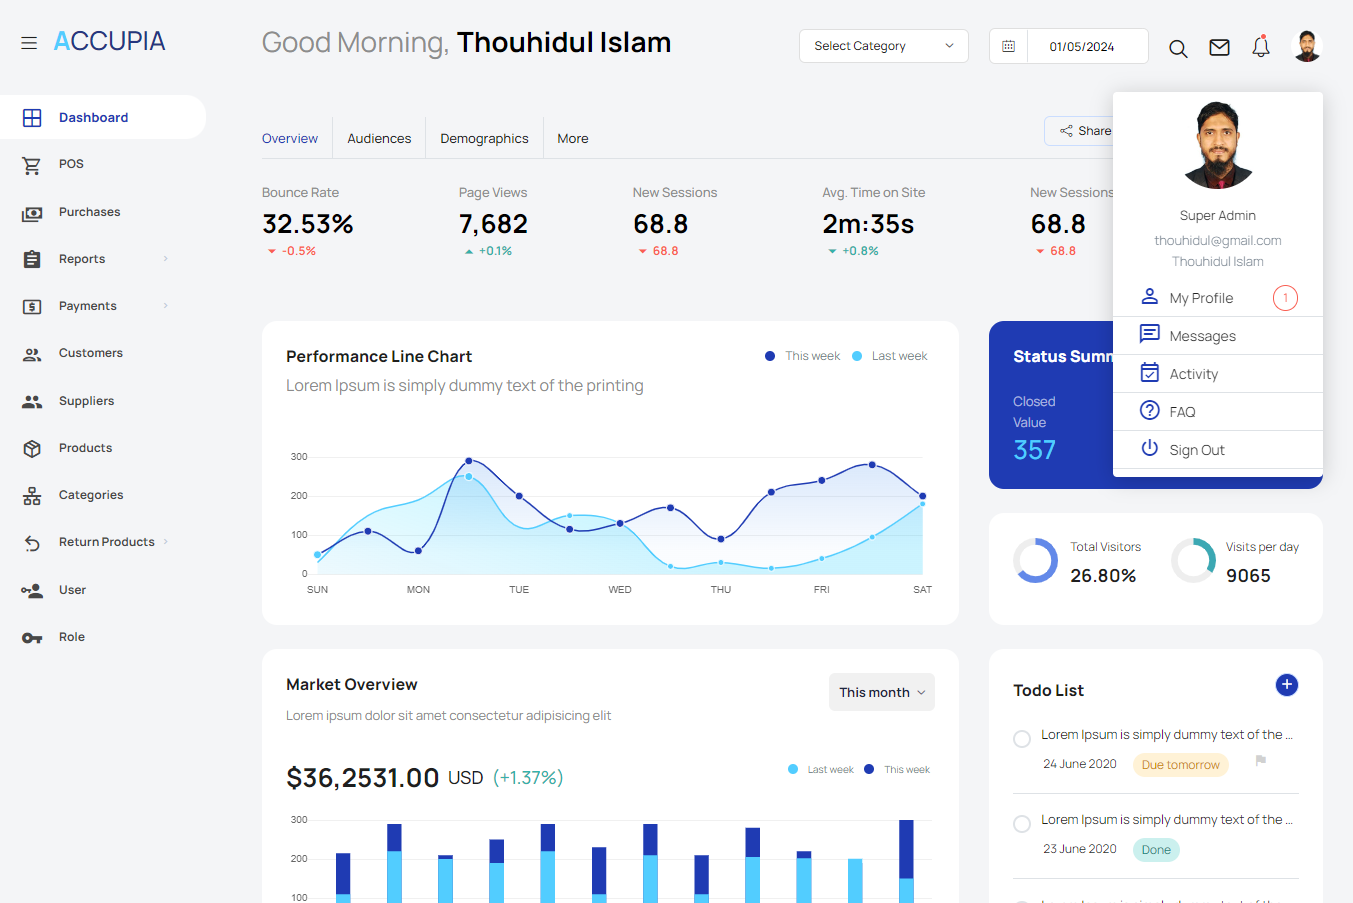 ACCUPIA
Good Morning, Thouhidul Islam
Select Category
01/05/2024
Dashboard
POS
Purchases
Reports
Payments
Customers
Suppliers
Products
Categories
Return Products
User
Role
Overview
Audiences
Demographics
More
Share
Bounce Rate
32.53%
-0.5%
Page Views
7,682
+0.1%
New Sessions
68.8
68.8
Avg. Time on Site
2m:35s
+0.8%
New Sessions
68.8
68.8
Super Admin
thouhidul@gmail.com
Thouhidul Islam
My Profile
1
Messages
Activity
FAQ
Sign Out
Performance Line Chart
This week
Last week
Lorem Ipsum is simply dummy text of the printing
300
200
100
0
SUN
MON
TUE
WED
THU
FRI
SAT
Status Summ
Closed
Value
357
Total Visitors
26.80%
Visits per day
9065
Market Overview
This month
Lorem ipsum dolor sit amet consectetur adipisicing elit
$36,2531.00 USD (+1.37%)
Last week
This week
300
200
100
Todo List
Lorem Ipsum is simply dummy text of the ...
24 June 2020
Due tomorrow
Lorem Ipsum is simply dummy text of the ...
23 June 2020
Done